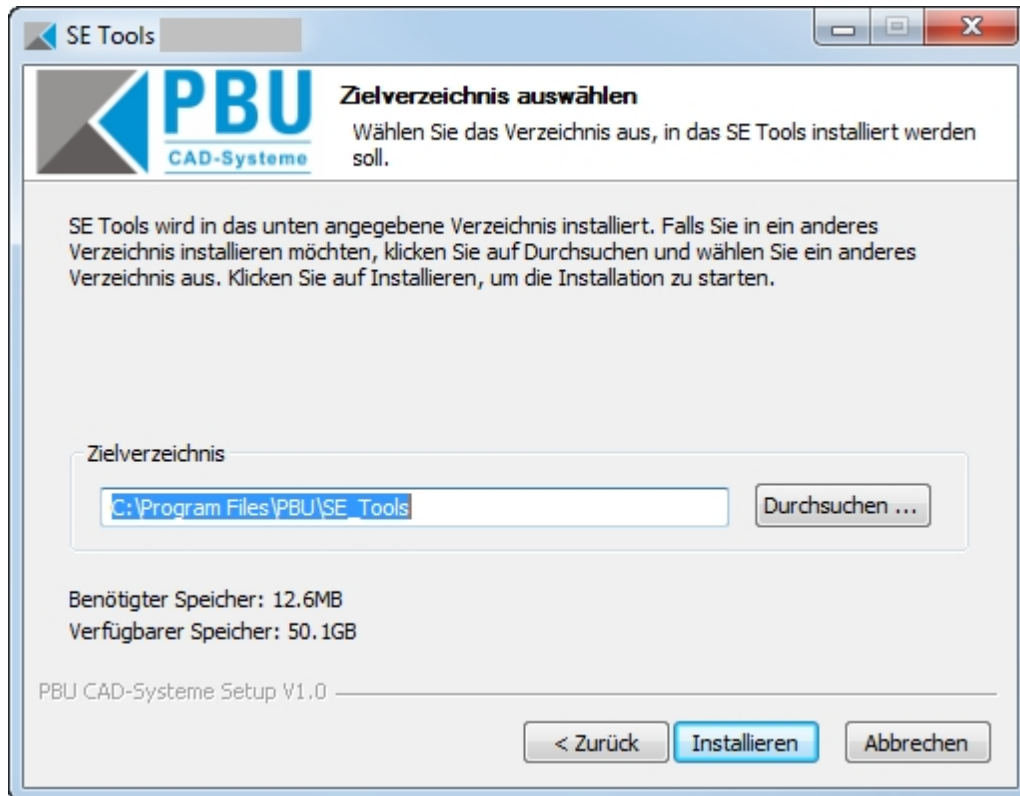 SE Tools
PBU
CAD-Systeme
Zielverzeichnis auswählen
Wählen Sie das Verzeichnis aus, in das SE Tools installiert werden
soll.
SE Tools wird in das unten angegebene Verzeichnis installiert. Falls Sie in ein anderes
Verzeichnis installieren möchten, klicken Sie auf Durchsuchen und wählen Sie ein anderes
Verzeichnis aus. Klicken Sie auf Installieren, um die Installation zu starten.
Zielverzeichnis
C:\Program Files\PBU\SE_Tools
Durchsuchen ...
Benötigter Speicher: 12.6MB
Verfügbarer Speicher: 50.1GB
PBU CAD-Systeme Setup V1.0
< Zurück
Installieren
Abbrechen